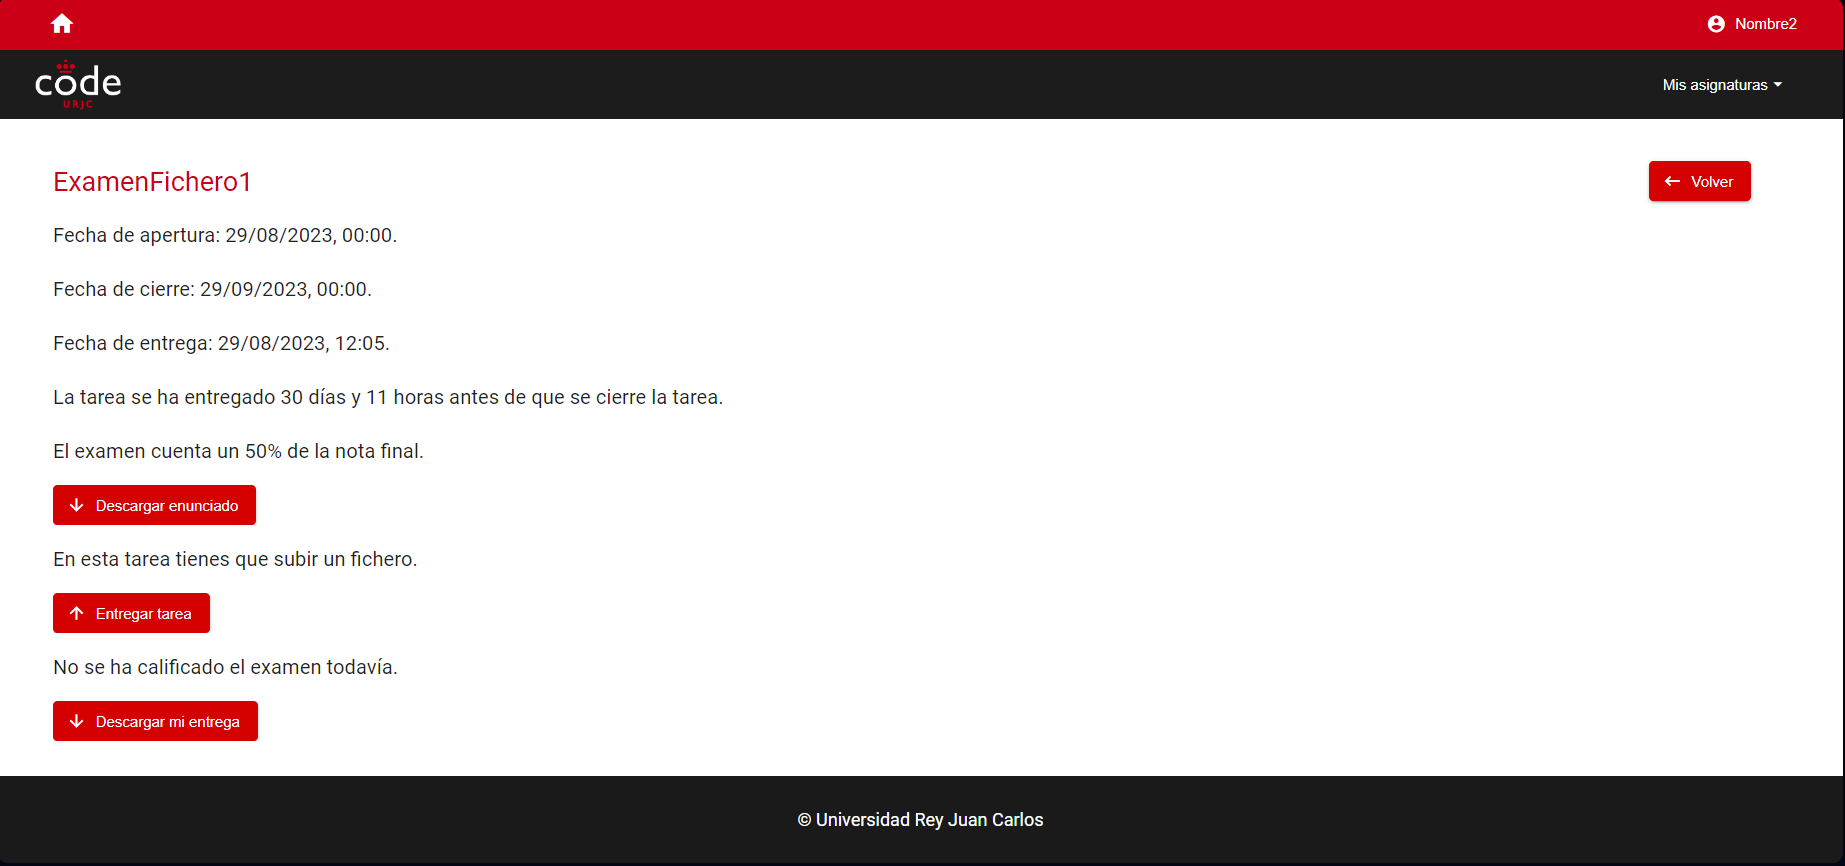 Nombre2
code
URJC
Mis asignaturas
ExamenFichero1
Volver
Fecha de apertura: 29/08/2023, 00:00.
Fecha de cierre: 29/09/2023, 00:00.
Fecha de entrega: 29/08/2023, 12:05.
La tarea se ha entregado 30 días y 11 horas antes de que se cierre la tarea.
El examen cuenta un 50% de la nota final.
Descargar enunciado
En esta tarea tienes que subir un fichero.
Entregar tarea
No se ha calificado el examen todavía.
Descargar mi entrega
© Universidad Rey Juan Carlos